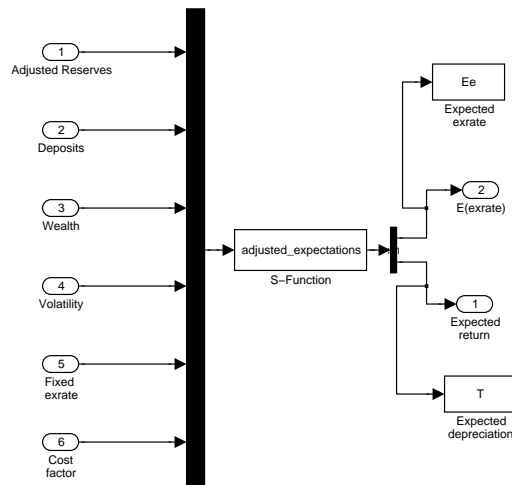 1
Adjusted Reserves
2
Deposits
3
Wealth
4
Volatility
5
Fixed
exrate
6
Cost
factor
adjusted_expectations
S−Function
Ee
Expected
exrate
2
E(exrate)
1
Expected
return
T
Expected
depreciation